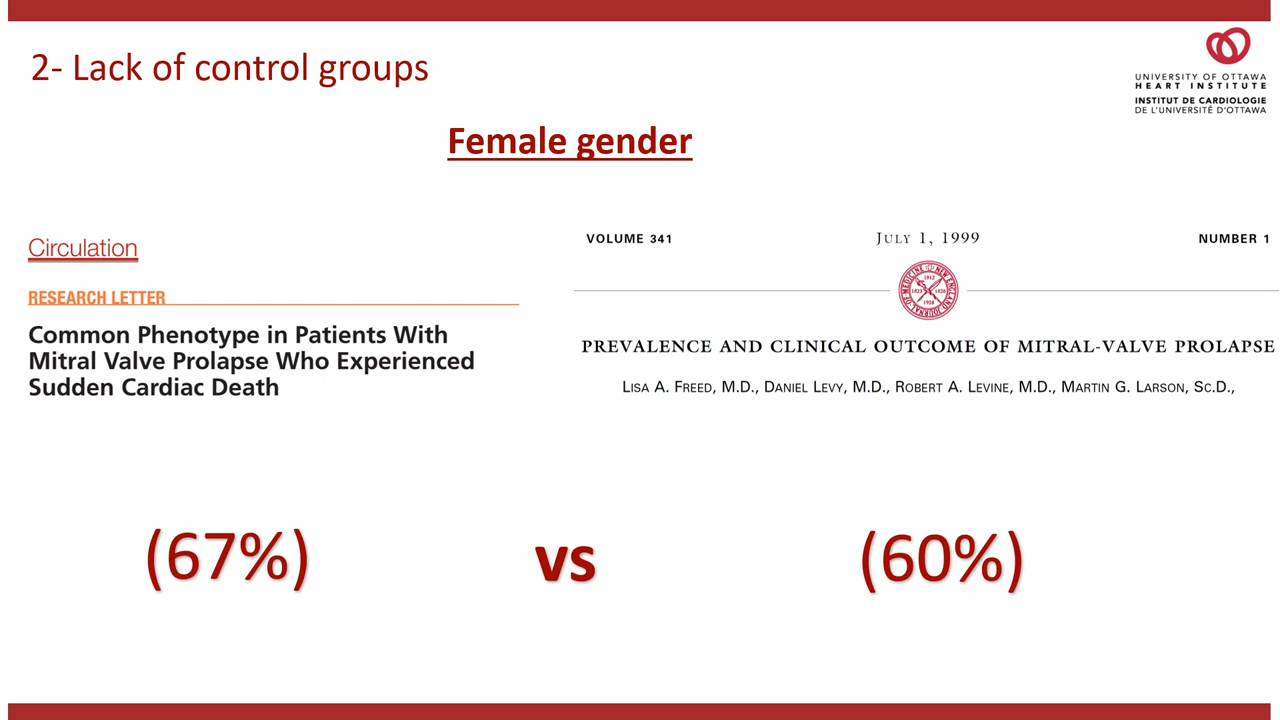 2- Lack of control groups
UNIVERSITY OF OTTAWA
HEART INSTITUTE
INSTITUT DE CARDIOLOGIE
DE L'UNIVERSITÉ D'OTTAWA
Female gender
Circulation
RESEARCH LETTER
Common Phenotype in Patients With
Mitral Valve Prolapse Who Experienced
Sudden Cardiac Death
VOLUME 341 JULY 1, 1999 NUMBER 1
PREVALENCE AND CLINICAL OUTCOME OF MITRAL-VALVE PROLAPSE
LISA A. FREED, M.D., DANIEL LEVY, M.D., ROBERT A. LEVINE, M.D., MARTIN G. LARSON, SC.D.,
(67%) vs (60%)